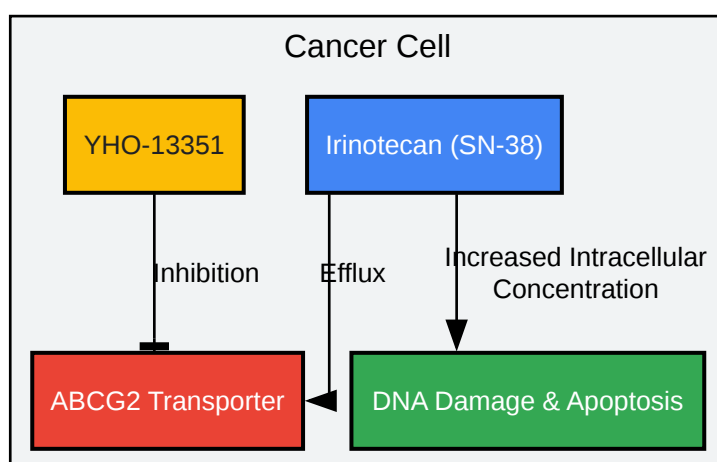 Cancer Cell
YHO-13351
Irinotecan (SN-38)
Inhibition
Efflux
Increased Intracellular
Concentration
ABCG2 Transporter
DNA Damage & Apoptosis